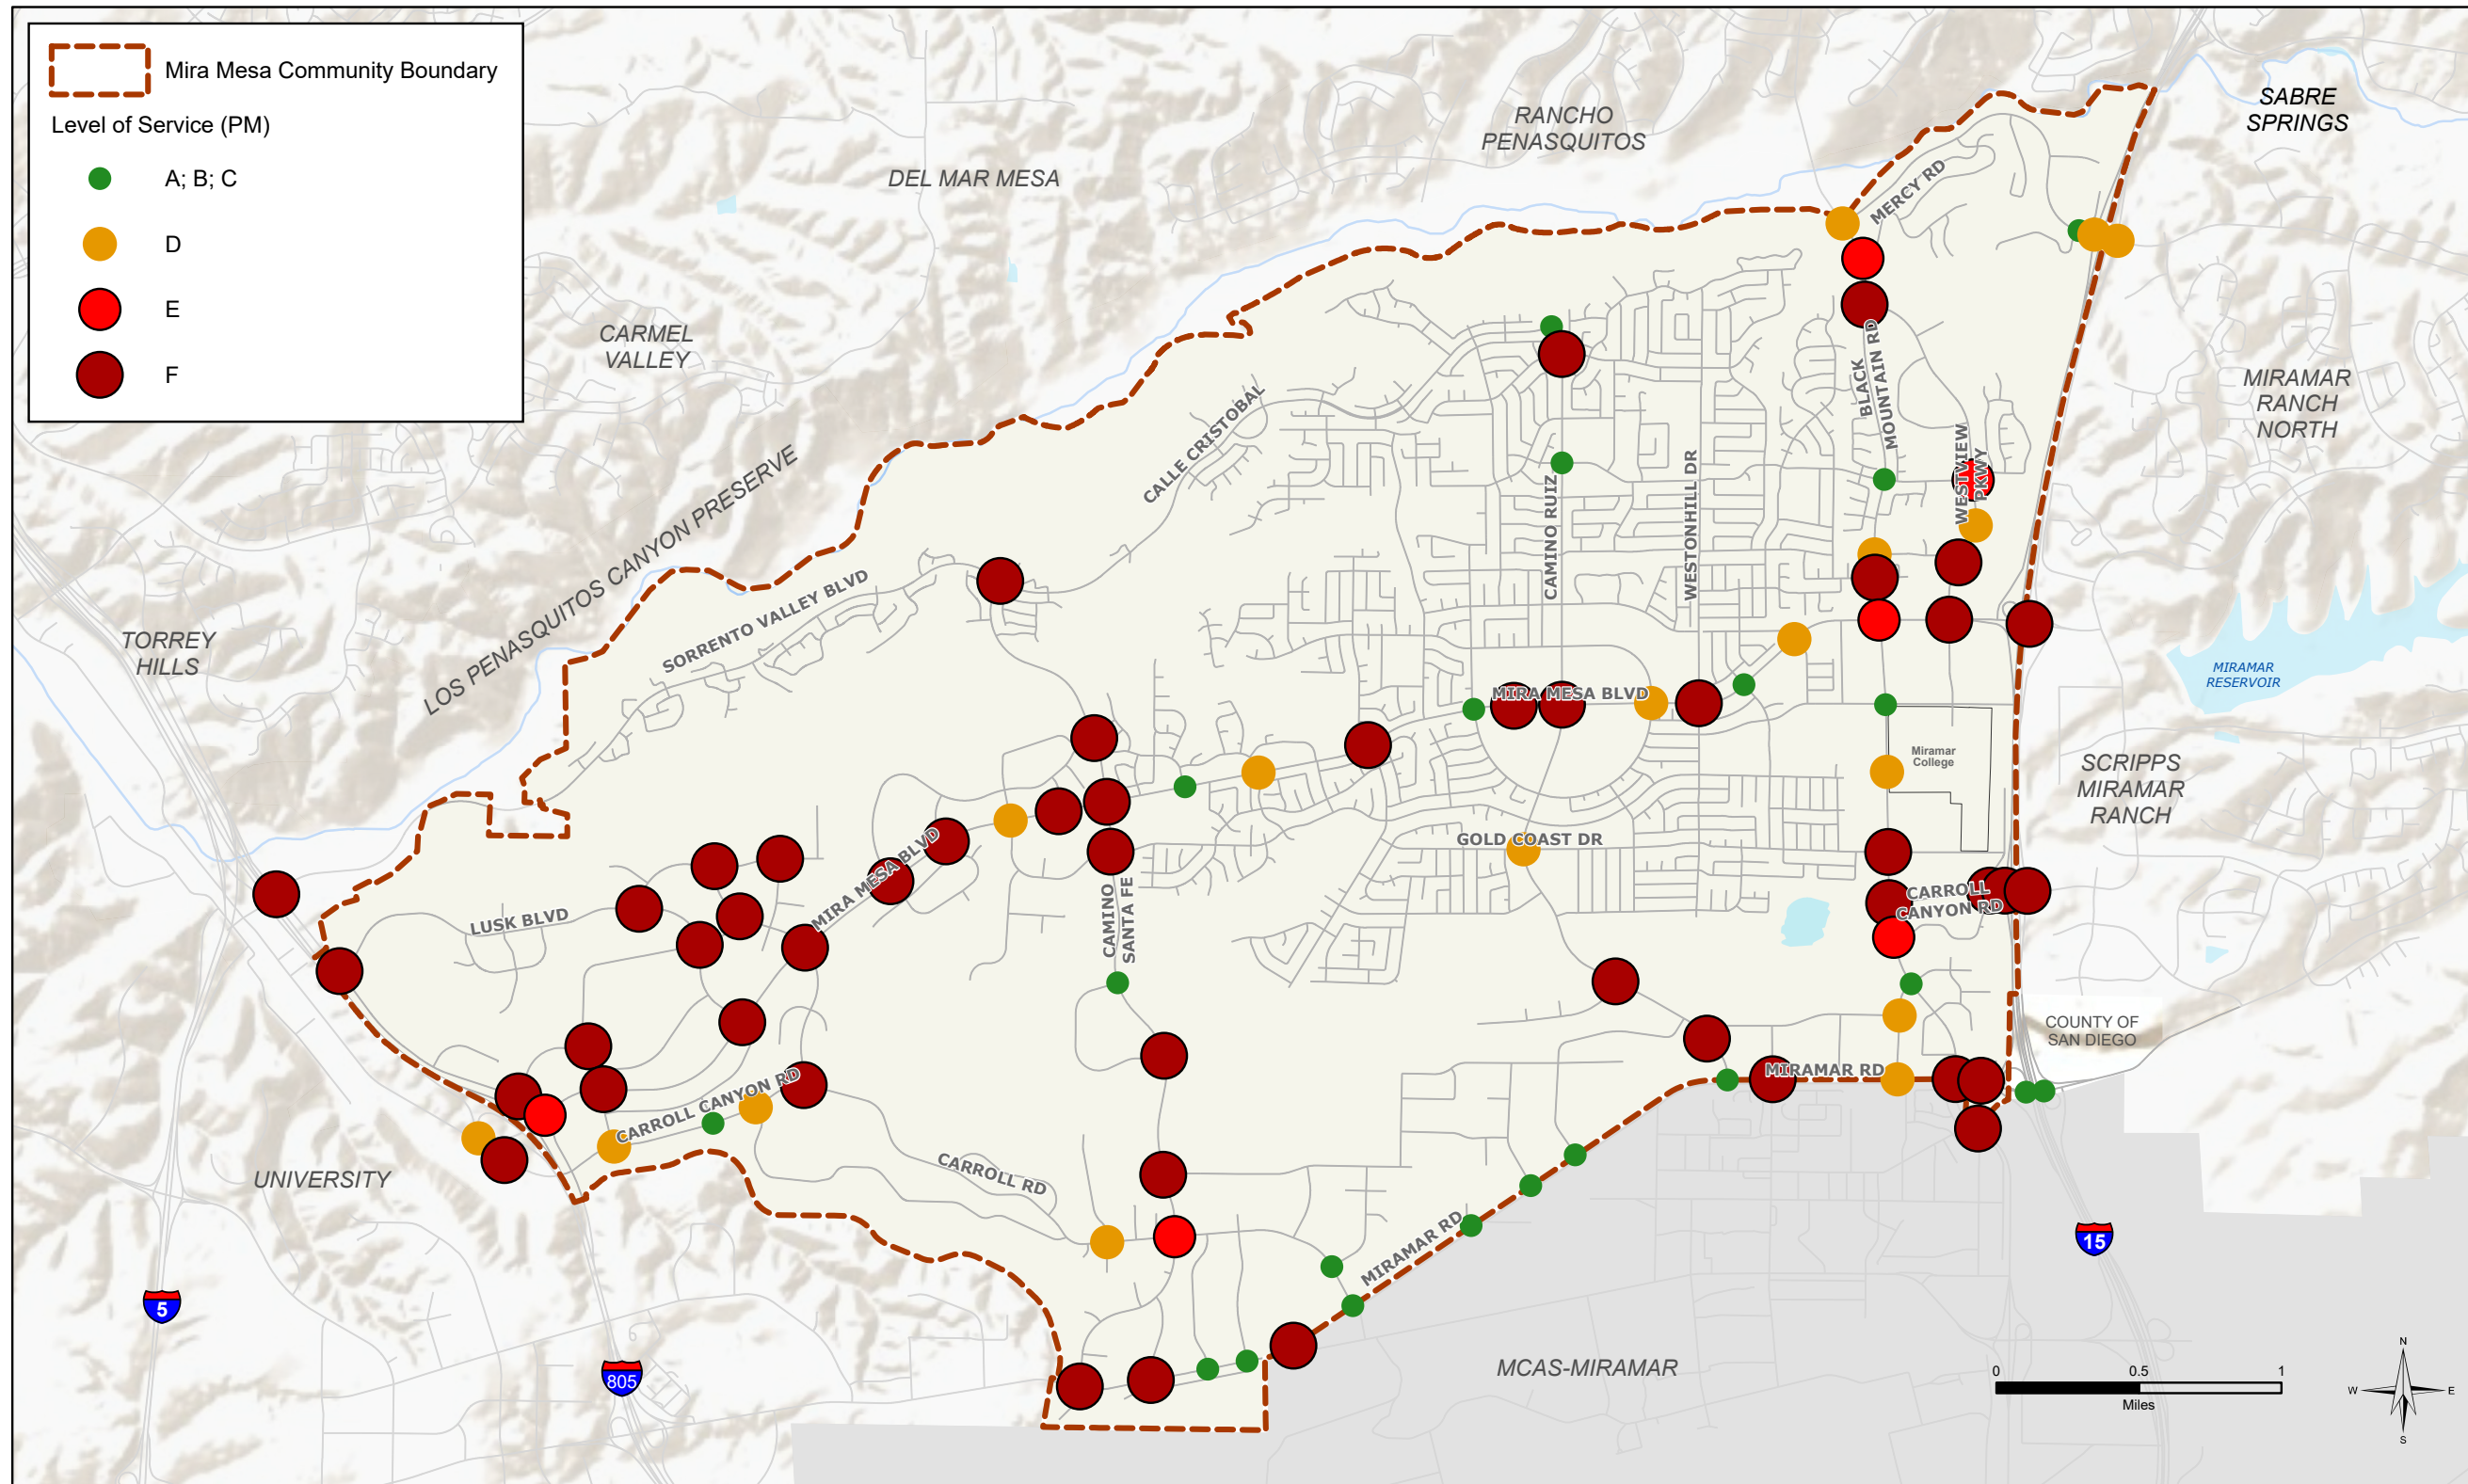 Mira Mesa Community Boundary
Level of Service (PM)
A; B; C
D
E
F
SABRE
SPRINGS
RANCHO
PENASQUITOS
DEL MAR MESA
MERCY RD
CARMEL
VALLEY
MIRAMAR
RANCH
NORTH
BLACK
MOUNTAIN RD
CALLE CRISTOBAL
WESTVIEW
PKWY
LOS PENASQUITOS CANYON PRESERVE
CAMINO RUIZ
WESTONHILL DR
SORRENTO VALLEY BLVD
TORREY
HILLS
MIRAMAR
RESERVOIR
MIRA MESA BLVD
Miramar
College
SCRIPPS
MIRAMAR
RANCH
GOLD COAST DR
MIRA MESA BLVD
LUSK BLVD
CAMINO
SANTA FE
CARROLL
CANYON RD
COUNTY OF
SAN DIEGO
MIRAMAR RD
CARROLL CANYON RD
UNIVERSITY
CARROLL RD
MIRAMAR RD
15
5
805
MCAS-MIRAMAR
0
0.5
1
Miles
N
W
E
S